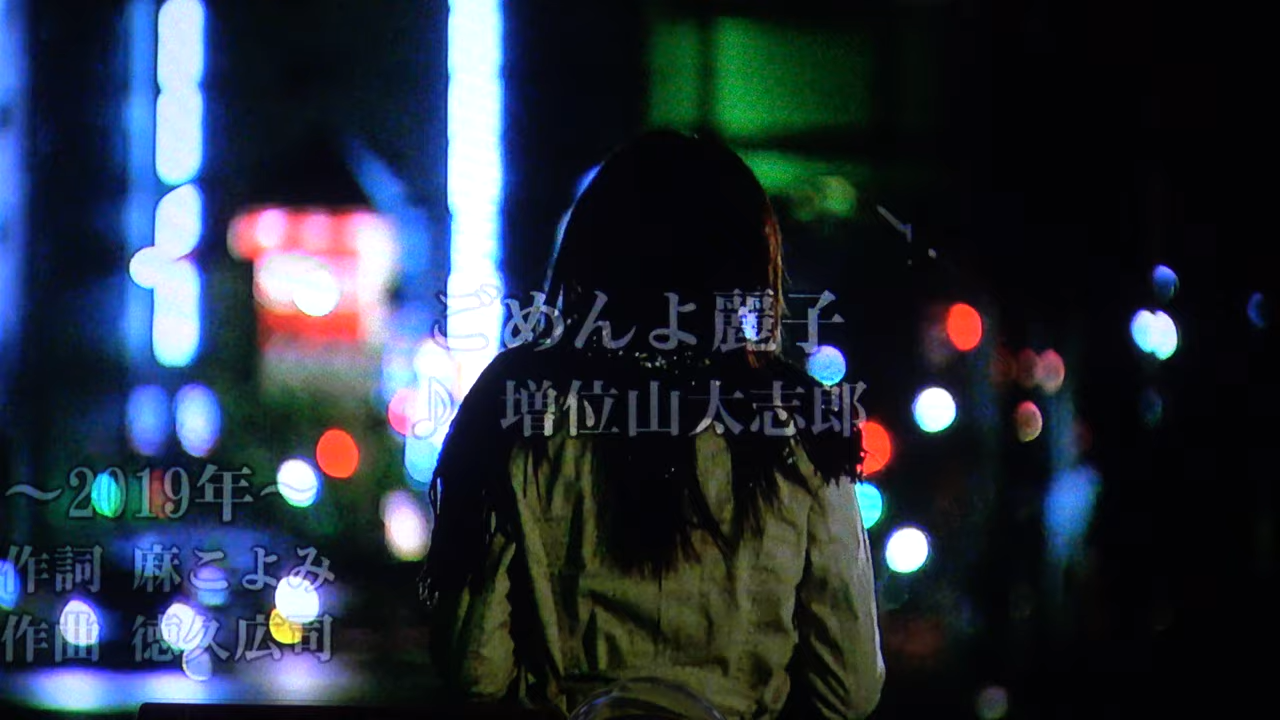 ごめんよ麗子
♪ 増位山太志郎
～2019年～
作詞 麻こよみ
作曲 徳久広司